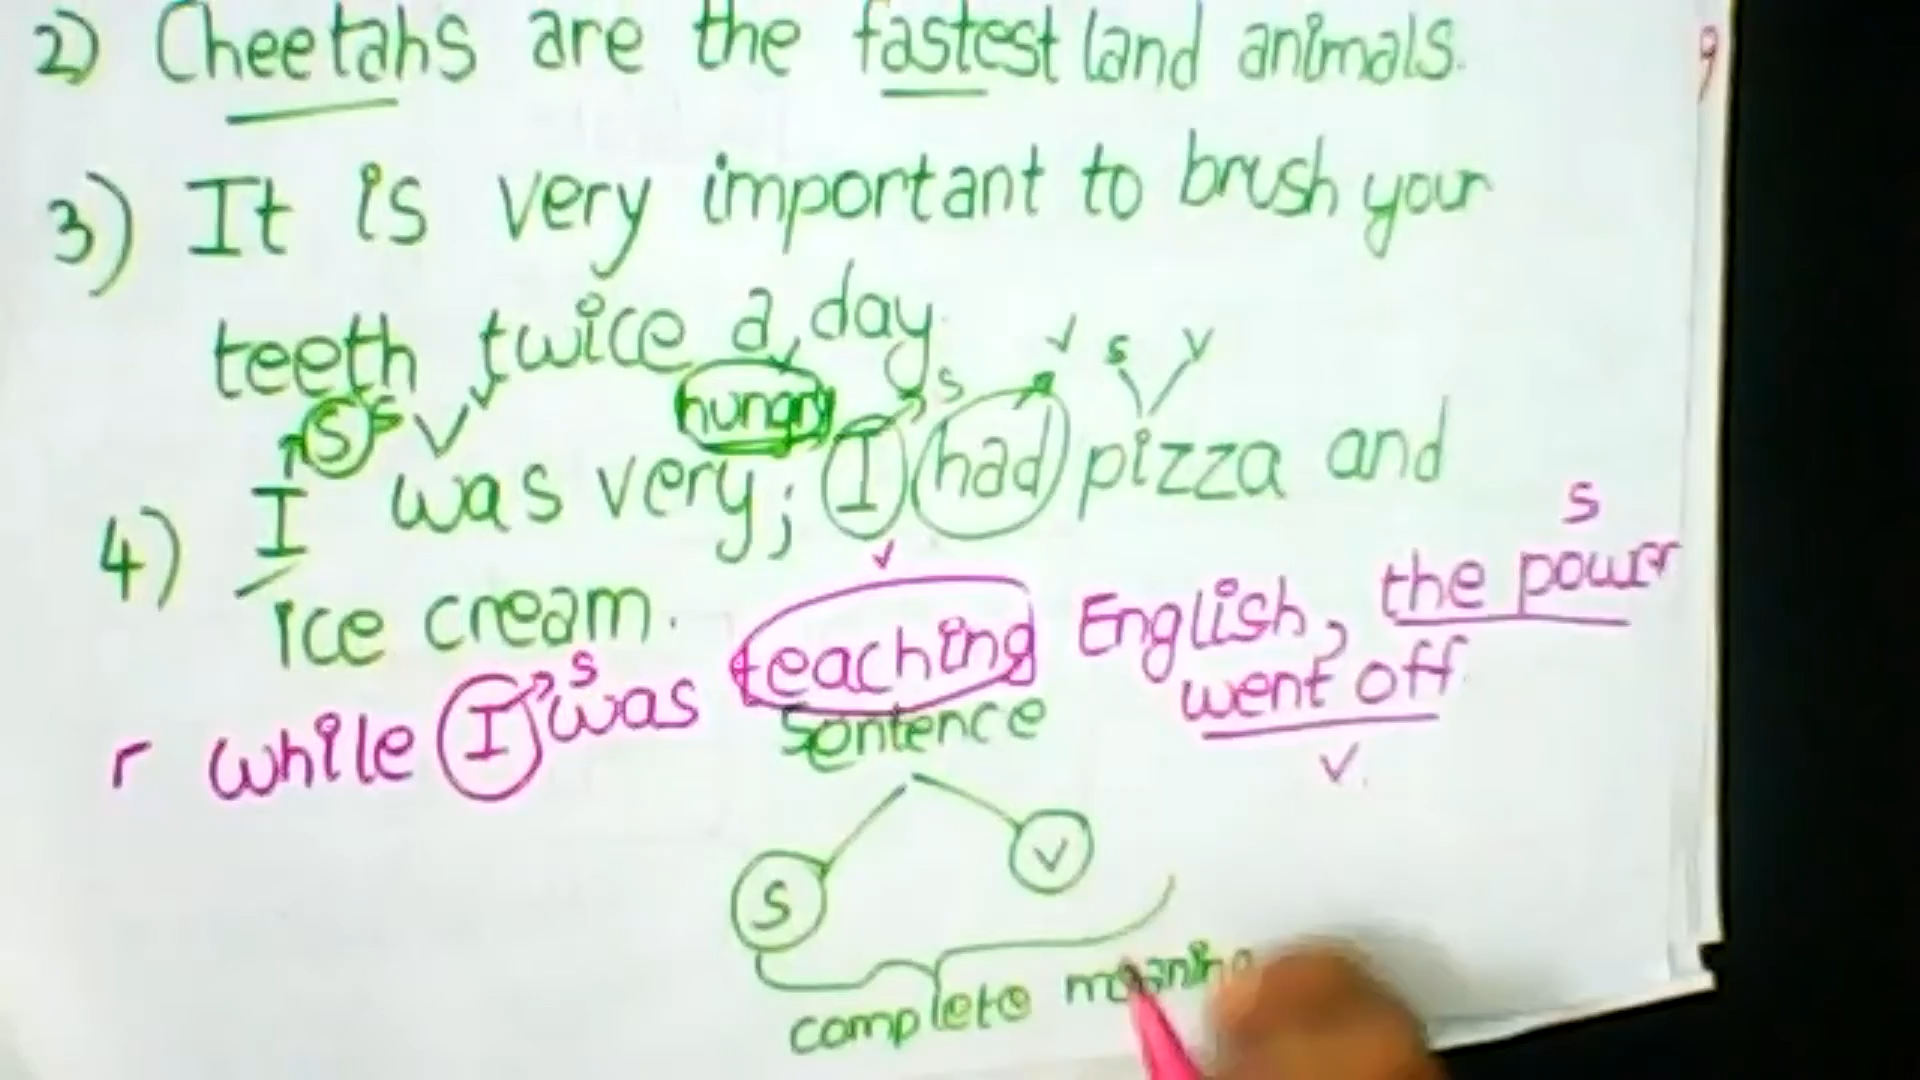 2) Cheetahs are the fastest land animals.
3) It is very important to brush your
teeth twice a day.
S S V hungry S V S V
4) I was very; I had pizza and
ice cream.
V S
r while I was teaching English, the power
S went off
V
Sentence
S V
complete meaning